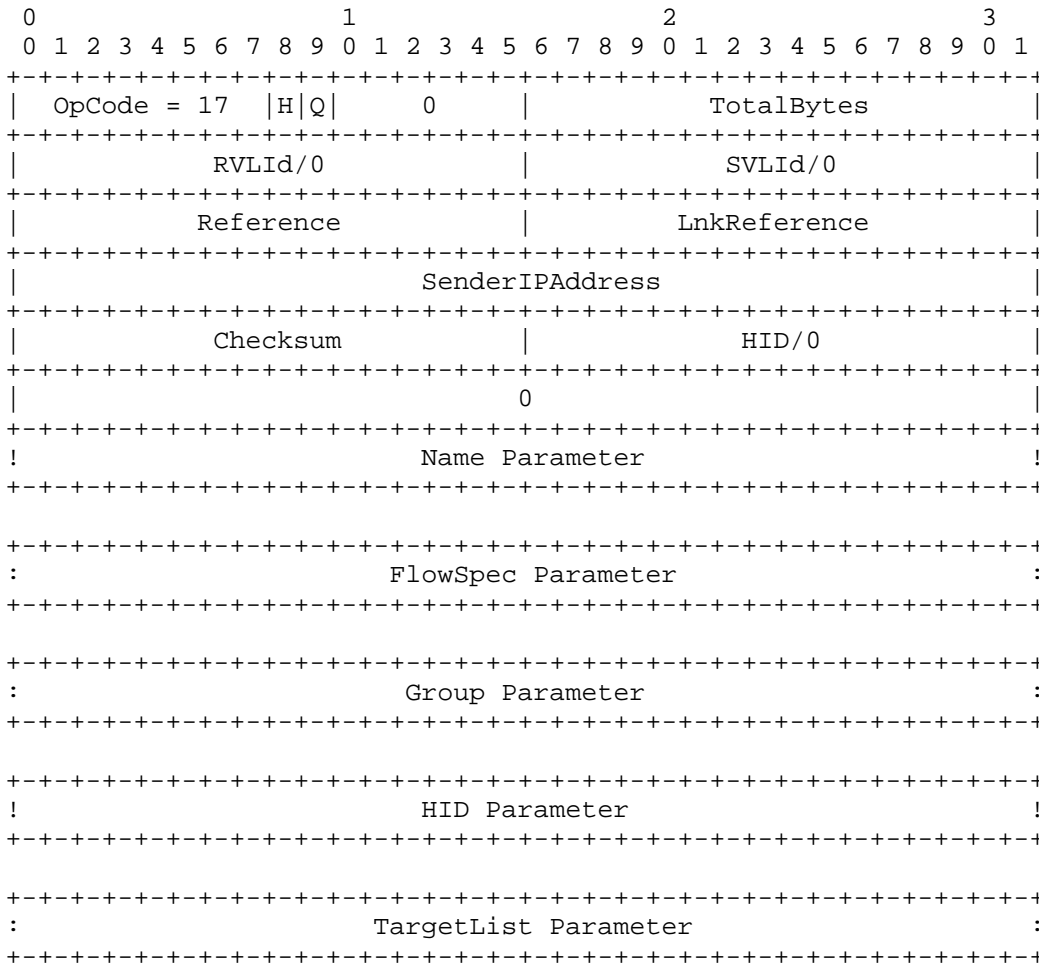 0                   1                   2                   3
 0 1 2 3 4 5 6 7 8 9 0 1 2 3 4 5 6 7 8 9 0 1 2 3 4 5 6 7 8 9 0 1
+-+-+-+-+-+-+-+-+-+-+-+-+-+-+-+-+-+-+-+-+-+-+-+-+-+-+-+-+-+-+-+-+
|  OpCode = 17  |H|Q|     0     |           TotalBytes          |
+-+-+-+-+-+-+-+-+-+-+-+-+-+-+-+-+-+-+-+-+-+-+-+-+-+-+-+-+-+-+-+-+
|            RVLId/0            |            SVLId/0            |
+-+-+-+-+-+-+-+-+-+-+-+-+-+-+-+-+-+-+-+-+-+-+-+-+-+-+-+-+-+-+-+-+
|           Reference           |         LnkReference          |
+-+-+-+-+-+-+-+-+-+-+-+-+-+-+-+-+-+-+-+-+-+-+-+-+-+-+-+-+-+-+-+-+
|                         SenderIPAddress                       |
+-+-+-+-+-+-+-+-+-+-+-+-+-+-+-+-+-+-+-+-+-+-+-+-+-+-+-+-+-+-+-+-+
|            Checksum           |             HID/0             |
+-+-+-+-+-+-+-+-+-+-+-+-+-+-+-+-+-+-+-+-+-+-+-+-+-+-+-+-+-+-+-+-+
|                               0                               |
+-+-+-+-+-+-+-+-+-+-+-+-+-+-+-+-+-+-+-+-+-+-+-+-+-+-+-+-+-+-+-+-+
!                         Name Parameter                        !
+-+-+-+-+-+-+-+-+-+-+-+-+-+-+-+-+-+-+-+-+-+-+-+-+-+-+-+-+-+-+-+-+

+-+-+-+-+-+-+-+-+-+-+-+-+-+-+-+-+-+-+-+-+-+-+-+-+-+-+-+-+-+-+-+-+
:                       FlowSpec Parameter                      :
+-+-+-+-+-+-+-+-+-+-+-+-+-+-+-+-+-+-+-+-+-+-+-+-+-+-+-+-+-+-+-+-+

+-+-+-+-+-+-+-+-+-+-+-+-+-+-+-+-+-+-+-+-+-+-+-+-+-+-+-+-+-+-+-+-+
:                        Group Parameter                        :
+-+-+-+-+-+-+-+-+-+-+-+-+-+-+-+-+-+-+-+-+-+-+-+-+-+-+-+-+-+-+-+-+

+-+-+-+-+-+-+-+-+-+-+-+-+-+-+-+-+-+-+-+-+-+-+-+-+-+-+-+-+-+-+-+-+
!                         HID Parameter                         !
+-+-+-+-+-+-+-+-+-+-+-+-+-+-+-+-+-+-+-+-+-+-+-+-+-+-+-+-+-+-+-+-+

+-+-+-+-+-+-+-+-+-+-+-+-+-+-+-+-+-+-+-+-+-+-+-+-+-+-+-+-+-+-+-+-+
:                      TargetList Parameter                     :
+-+-+-+-+-+-+-+-+-+-+-+-+-+-+-+-+-+-+-+-+-+-+-+-+-+-+-+-+-+-+-+-+